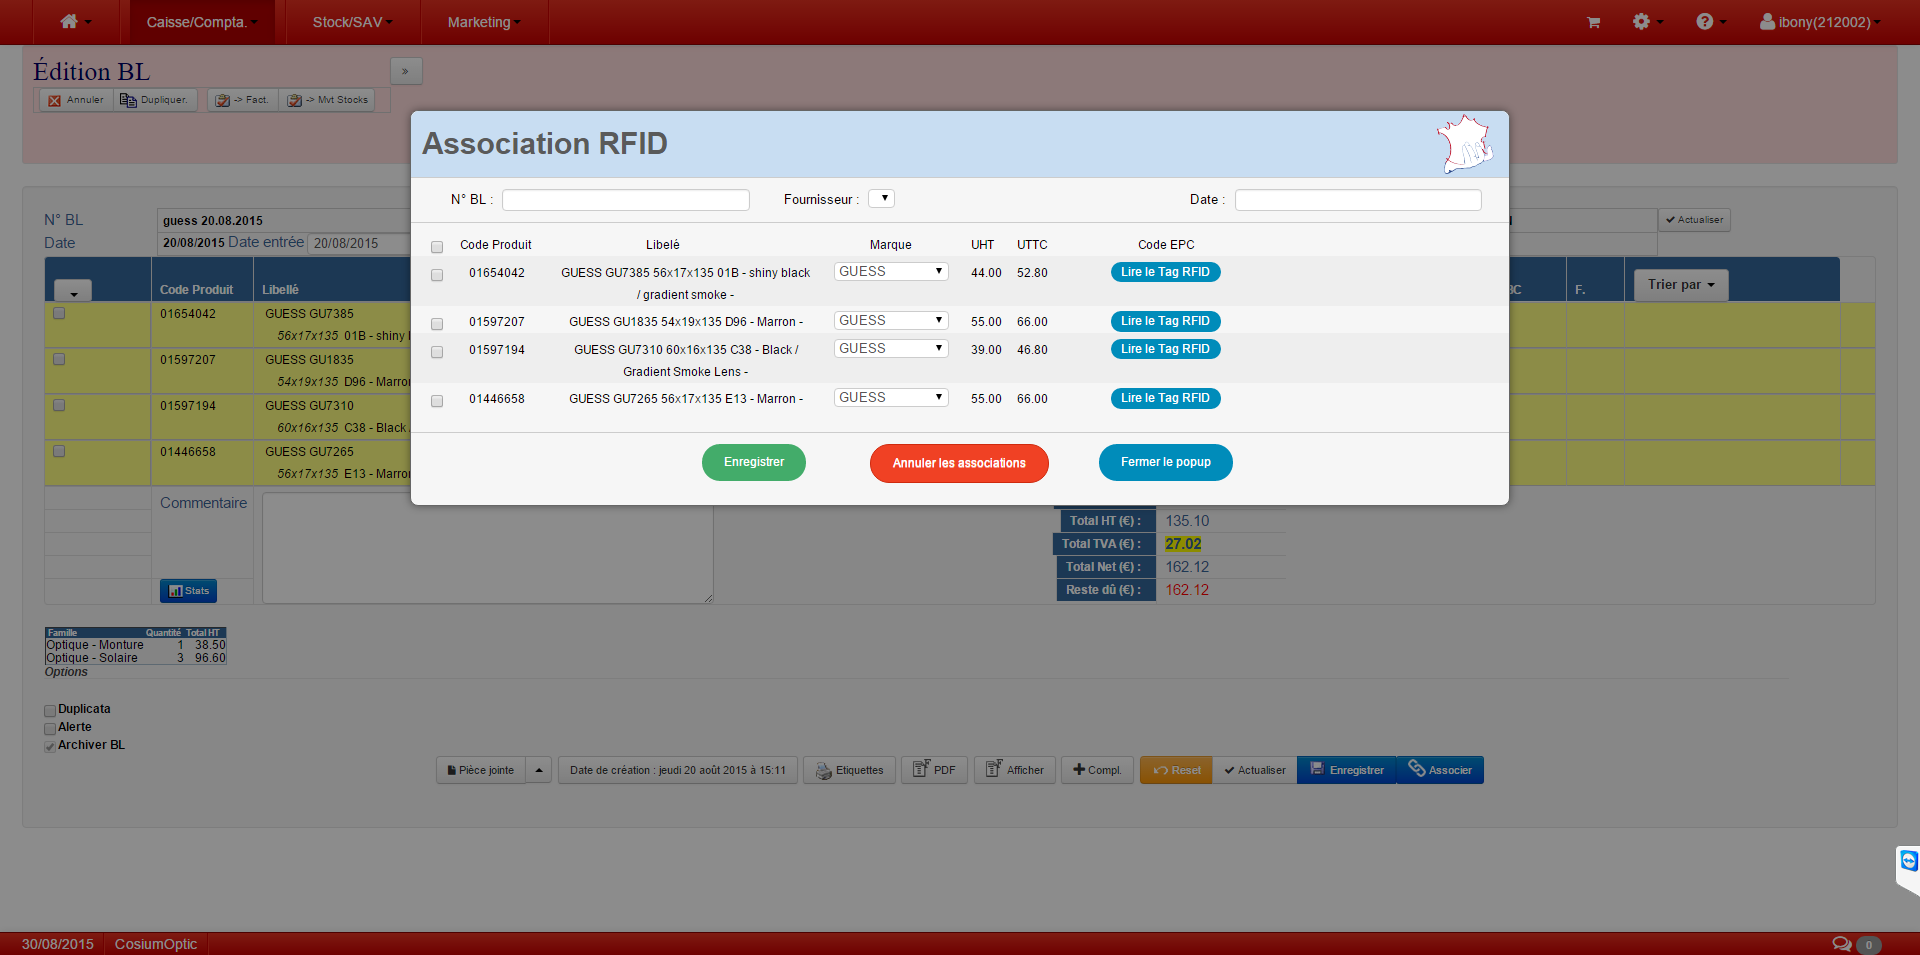 Caisse/Compta.
Stock/SAV
Marketing
ibony(212002)
Édition BL
»
Annuler
Dupliquer.
-> Fact.
-> Mvt Stocks
Association RFID
N° BL :
Fournisseur :
Date :
Code Produit Libelé Marque UHT UTTC Code EPC
01654042 GUESS GU7385 56x17x135 01B - shiny black GUESS 44.00 52.80 Lire le Tag RFID
/ gradient smoke -
01597207 GUESS GU1835 54x19x135 D96 - Marron - GUESS 55.00 66.00 Lire le Tag RFID
01597194 GUESS GU7310 60x16x135 C38 - Black / GUESS 39.00 46.80 Lire le Tag RFID
Gradient Smoke Lens -
01446658 GUESS GU7265 56x17x135 E13 - Marron - GUESS 55.00 66.00 Lire le Tag RFID
Enregistrer
Annuler les associations
Fermer le popup
N° BL guess 20.08.2015
Actualiser
Date 20/08/2015 Date entrée 20/08/2015
Code Produit Libellé F. Trier par
01654042 GUESS GU7385
56x17x135 01B - shiny
01597207 GUESS GU1835
54x19x135 D96 -
01597194 GUESS GU7310
60x16x135 C38 - Black
01446658 GUESS GU7265
56x17x135 E13 -
Commentaire
Stats
Total HT (€) : 135.10
Total TVA (€) : 27.02
Total Net (€) : 162.12
Reste dû (€) : 162.12
Famille Quantité Total HT
Optique - Monture 1 38.50
Optique - Solaire 3 96.60
Options
Duplicata
Alerte
Archiver BL
Pièce jointe
Date de création : jeudi 20 août 2015 à 15:11
Etiquettes
PDF
Afficher
Compl.
Reset
Actualiser
Enregistrer
Associer
30/08/2015
CosiumOptic
0